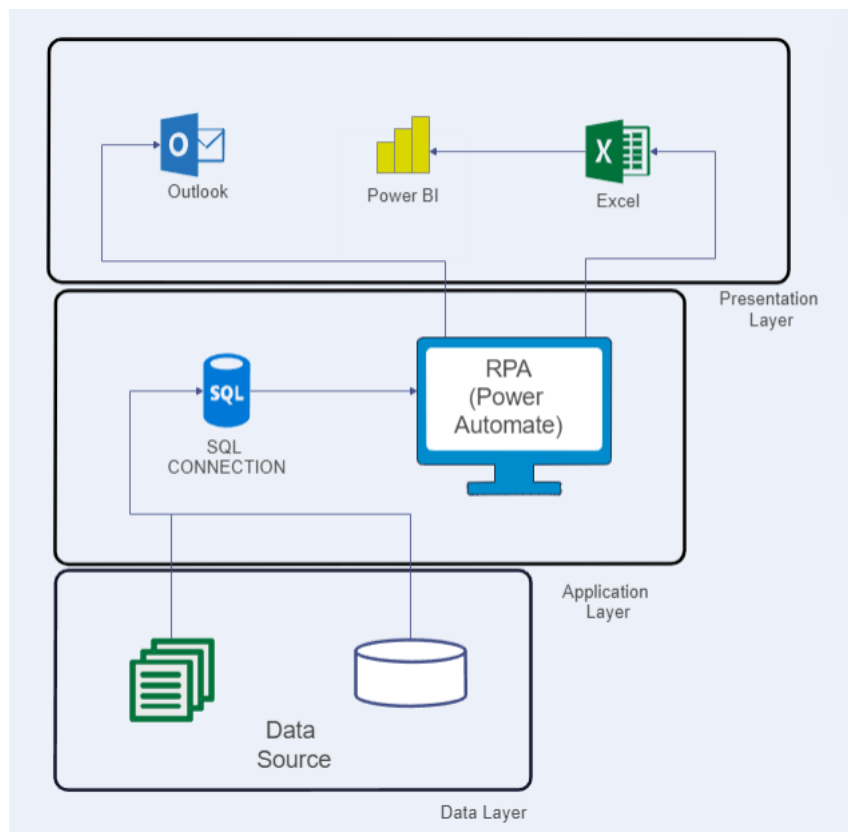 O
X
Outlook
Power BI
Excel
Presentation
Layer
SQL
SQL
CONNECTION
RPA
(Power
Automate)
Application
Layer
Data
Source
Data Layer